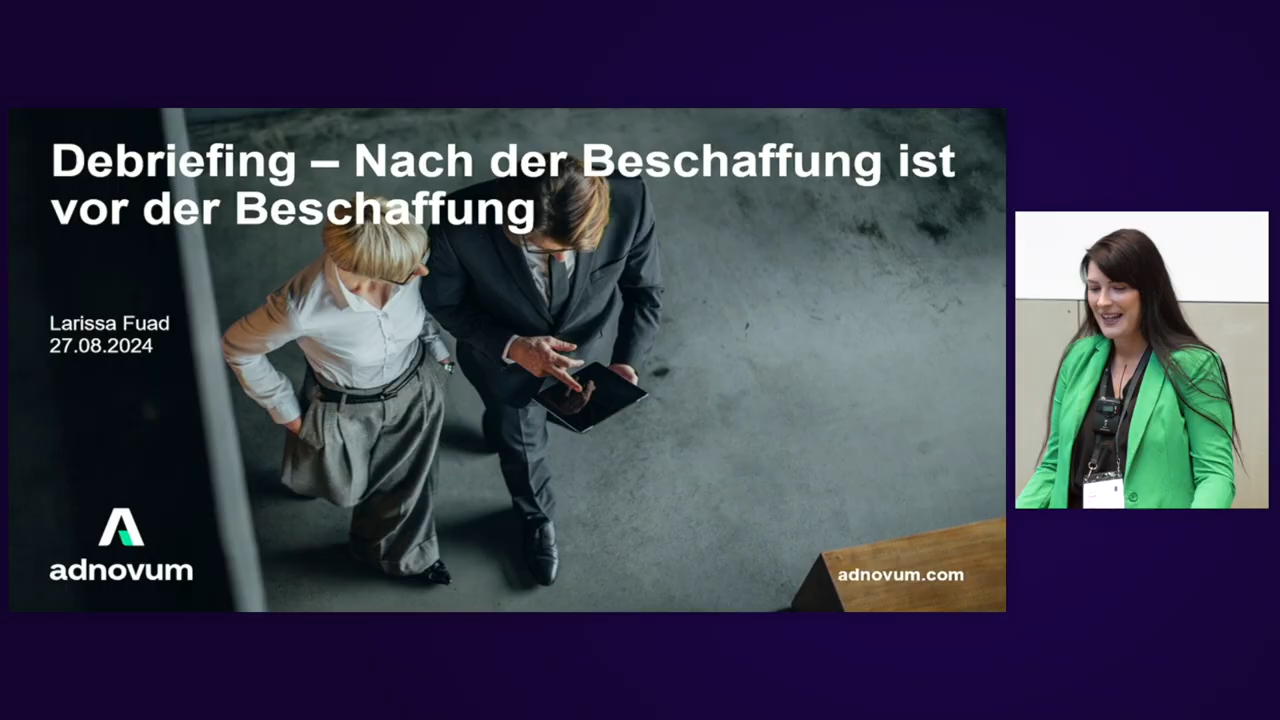 Debriefing – Nach der Beschaffung ist
vor der Beschaffung
Larissa Fuad
27.08.2024
adnovum
adnovum.com